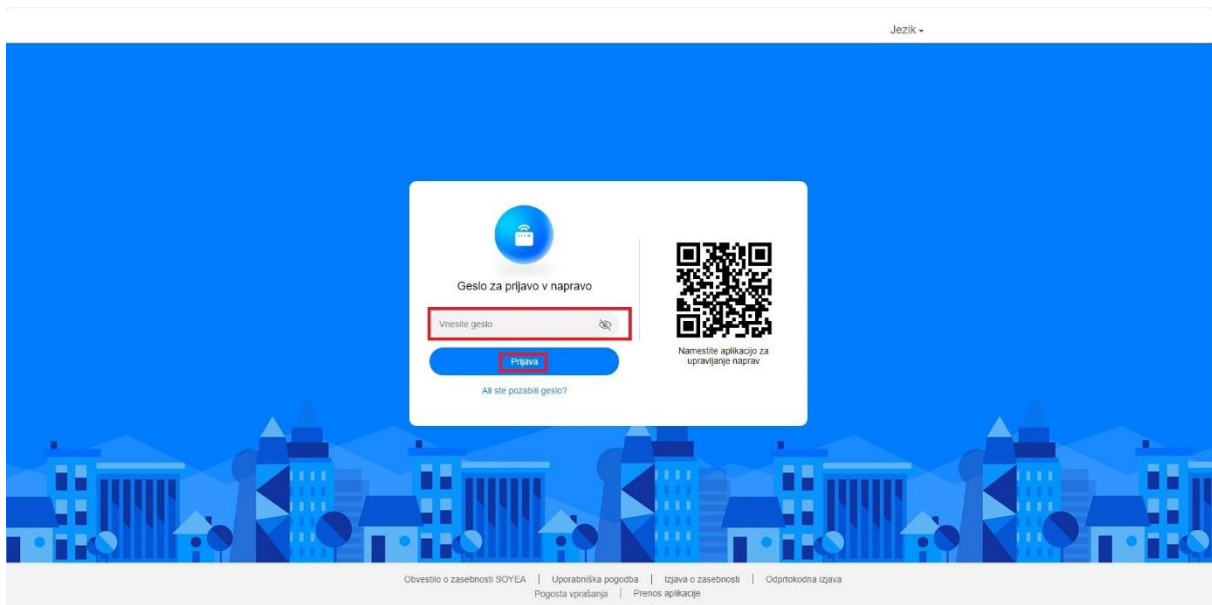 Jezik
Geslo za prijavo v napravo
Vnesite geslo
Prijava
Ali ste pozabili geslo?
Namestite aplikacijo za
upravljanje naprav
Obvestilo o zasebnosti SOYEA | Uporabniška pogodba | Izjava o zasebnosti | Odprtokodna izjava
Pogosta vprašanja | Prenos aplikacije